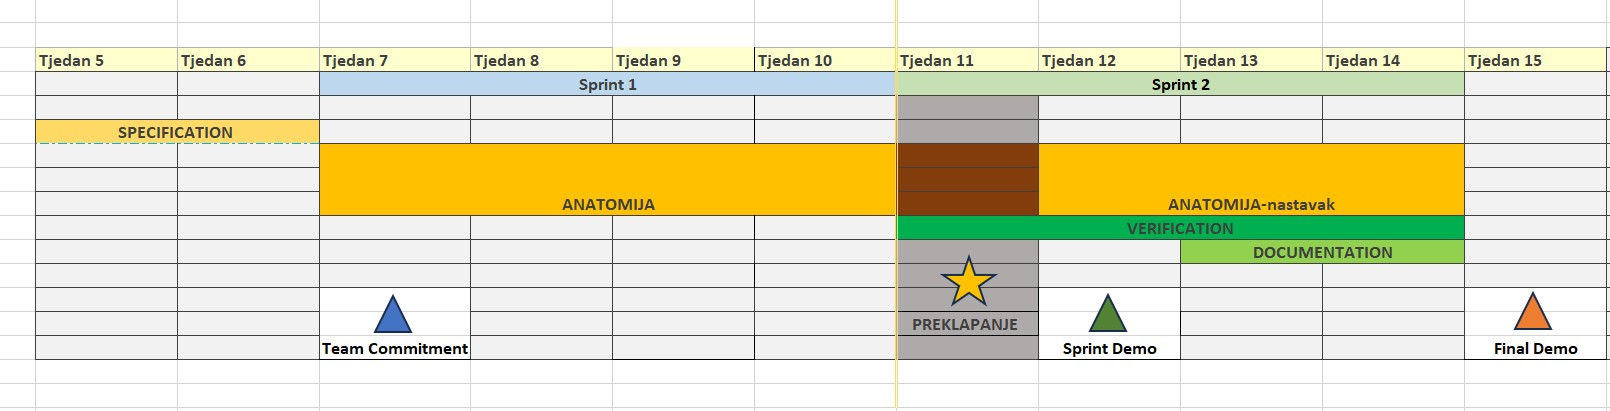 Tjedan 5 Tjedan 6 Tjedan 7 Tjedan 8 Tjedan 9 Tjedan 10 Tjedan 11 Tjedan 12 Tjedan 13 Tjedan 14 Tjedan 15
Sprint 1 Sprint 2
SPECIFICATION
ANATOMIJA ANATOMIJA-nastavak
VERIFICATION
DOCUMENTATION
PREKLAPANJE
Team Commitment Sprint Demo Final Demo